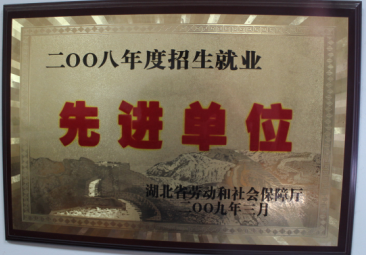 二OO八年度招生就业
先进单位
湖北省劳动和社会保障厅
二OO九年三月